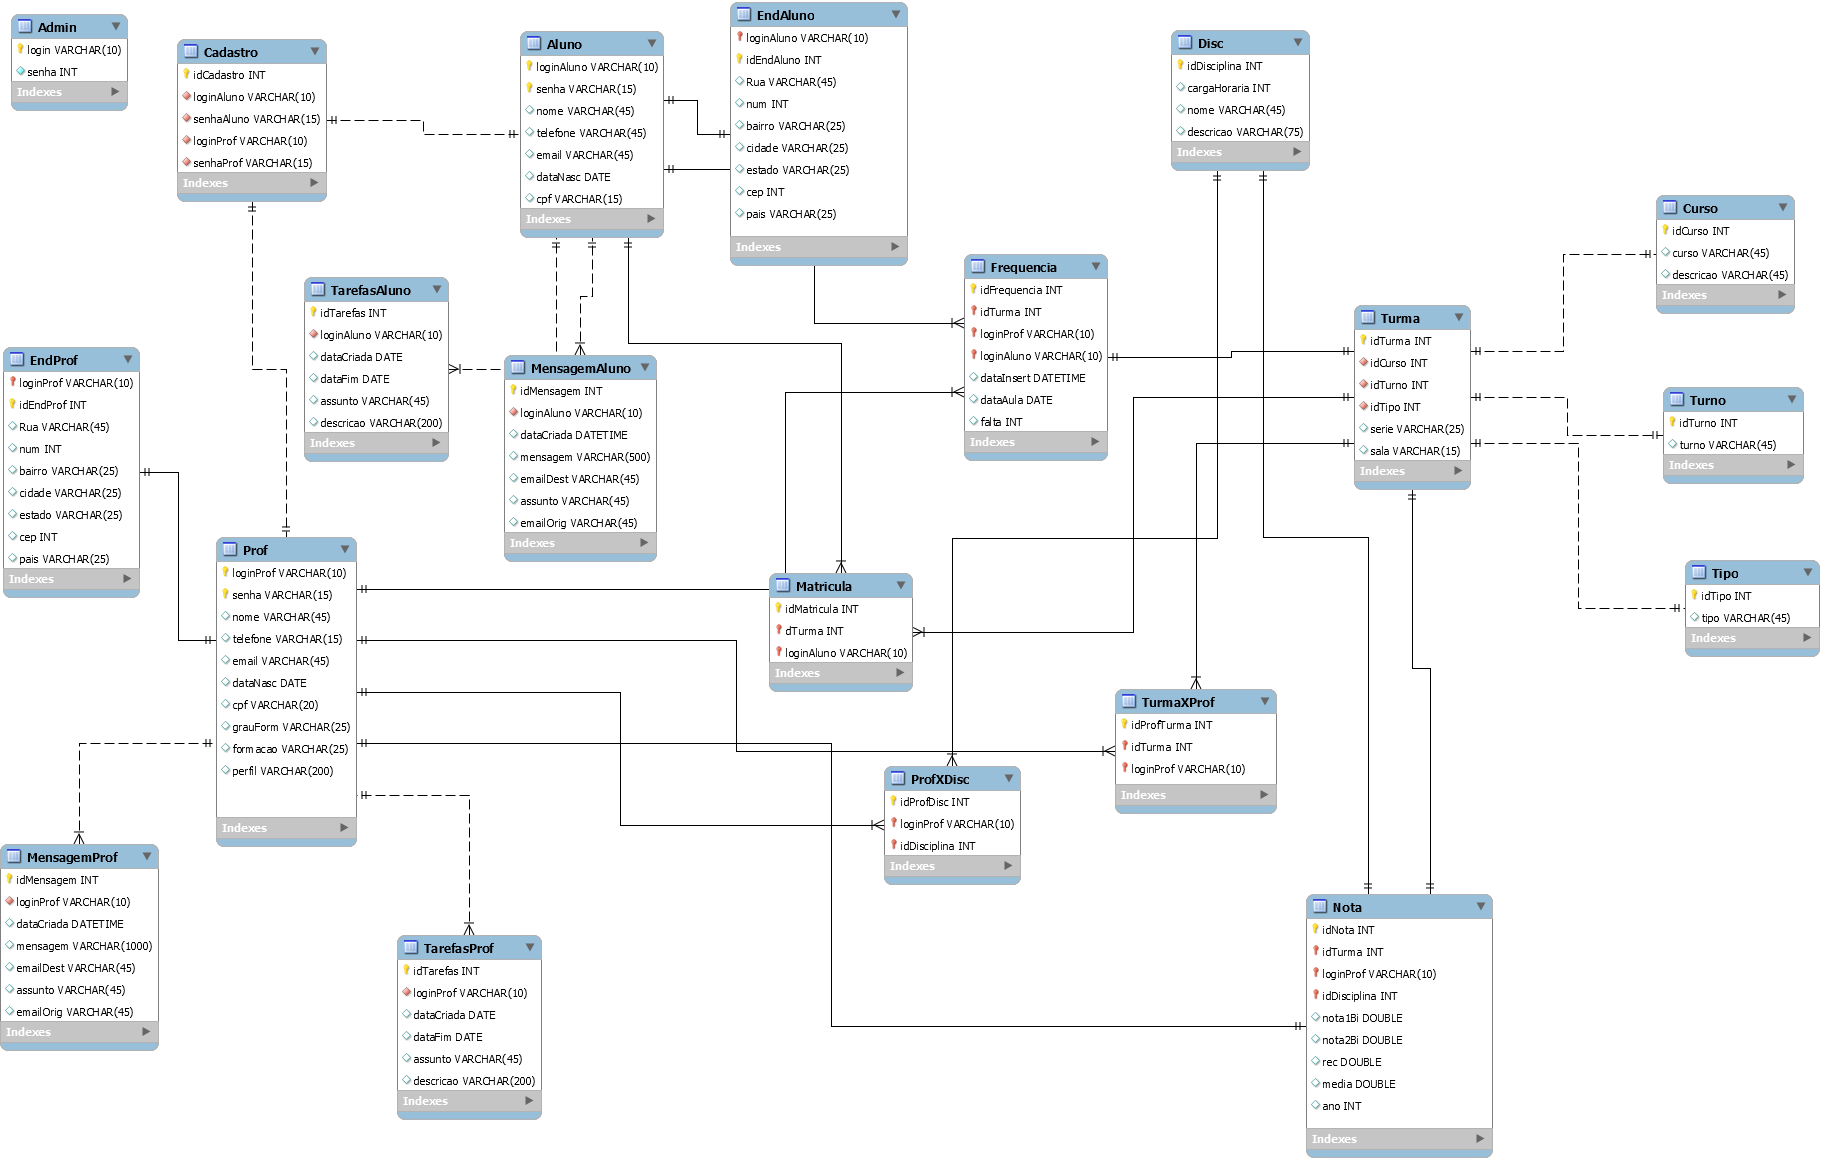 Admin
login VARCHAR(10)
senha INT
Indexes
Cadastro
idCadastro INT
loginAluno VARCHAR(10)
senhaAluno VARCHAR(15)
loginProf VARCHAR(10)
senhaProf VARCHAR(15)
Indexes
Aluno
loginAluno VARCHAR(10)
senha VARCHAR(15)
nome VARCHAR(45)
telefone VARCHAR(45)
email VARCHAR(45)
dataNasc DATE
cpf VARCHAR(15)
Indexes
EndAluno
loginAluno VARCHAR(10)
idEndAluno INT
Rua VARCHAR(45)
num INT
bairro VARCHAR(25)
cidade VARCHAR(25)
estado VARCHAR(25)
cep INT
pais VARCHAR(25)
Indexes
Disc
idDisciplina INT
cargaHoraria INT
nome VARCHAR(45)
descricao VARCHAR(75)
Indexes
Curso
idCurso INT
curso VARCHAR(45)
descricao VARCHAR(45)
Indexes
TarefasAluno
idTarefas INT
loginAluno VARCHAR(10)
dataCriada DATE
dataFim DATE
assunto VARCHAR(45)
descricao VARCHAR(200)
Indexes
Frequencia
idFrequencia INT
idTurma INT
loginProf VARCHAR(10)
loginAluno VARCHAR(10)
dataInsert DATETIME
dataAula DATE
falta INT
Indexes
Turma
idTurma INT
idCurso INT
idTurno INT
idTipo INT
serie VARCHAR(25)
sala VARCHAR(15)
Indexes
EndProf
loginProf VARCHAR(10)
idEndProf INT
Rua VARCHAR(45)
num INT
bairro VARCHAR(25)
cidade VARCHAR(25)
estado VARCHAR(25)
cep INT
pais VARCHAR(25)
Indexes
MensagemAluno
idMensagem INT
loginAluno VARCHAR(10)
dataCriada DATETIME
mensagem VARCHAR(500)
emailDest VARCHAR(45)
assunto VARCHAR(45)
emailOrig VARCHAR(45)
Indexes
Turno
idTurno INT
turno VARCHAR(45)
Indexes
Prof
loginProf VARCHAR(10)
senha VARCHAR(15)
nome VARCHAR(45)
telefone VARCHAR(15)
email VARCHAR(45)
dataNasc DATE
cpf VARCHAR(20)
grauForm VARCHAR(25)
formacao VARCHAR(25)
perfil VARCHAR(200)
Indexes
Matricula
idMatricula INT
dTurma INT
loginAluno VARCHAR(10)
Indexes
Tipo
idTipo INT
tipo VARCHAR(45)
Indexes
TurmaXProf
idProfTurma INT
idTurma INT
loginProf VARCHAR(10)
Indexes
ProfXDisc
idProfDisc INT
loginProf VARCHAR(10)
idDisciplina INT
Indexes
MensagemProf
idMensagem INT
loginProf VARCHAR(10)
dataCriada DATETIME
mensagem VARCHAR(1000)
emailDest VARCHAR(45)
assunto VARCHAR(45)
emailOrig VARCHAR(45)
Indexes
TarefasProf
idTarefas INT
loginProf VARCHAR(10)
dataCriada DATE
dataFim DATE
assunto VARCHAR(45)
descricao VARCHAR(200)
Indexes
Nota
idNota INT
idTurma INT
loginProf VARCHAR(10)
idDisciplina INT
nota1Bi DOUBLE
nota2Bi DOUBLE
rec DOUBLE
media DOUBLE
ano INT
Indexes